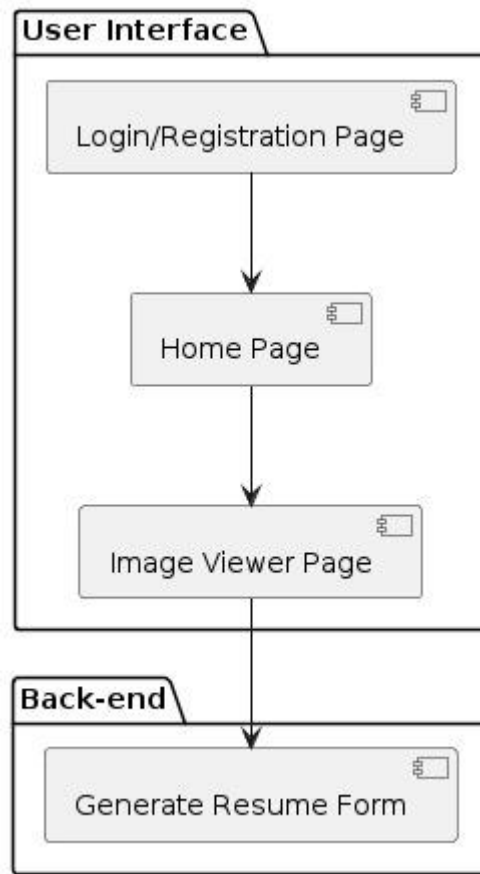 User Interface
Login/Registration Page
Home Page
Image Viewer Page
Back-end
Generate Resume Form